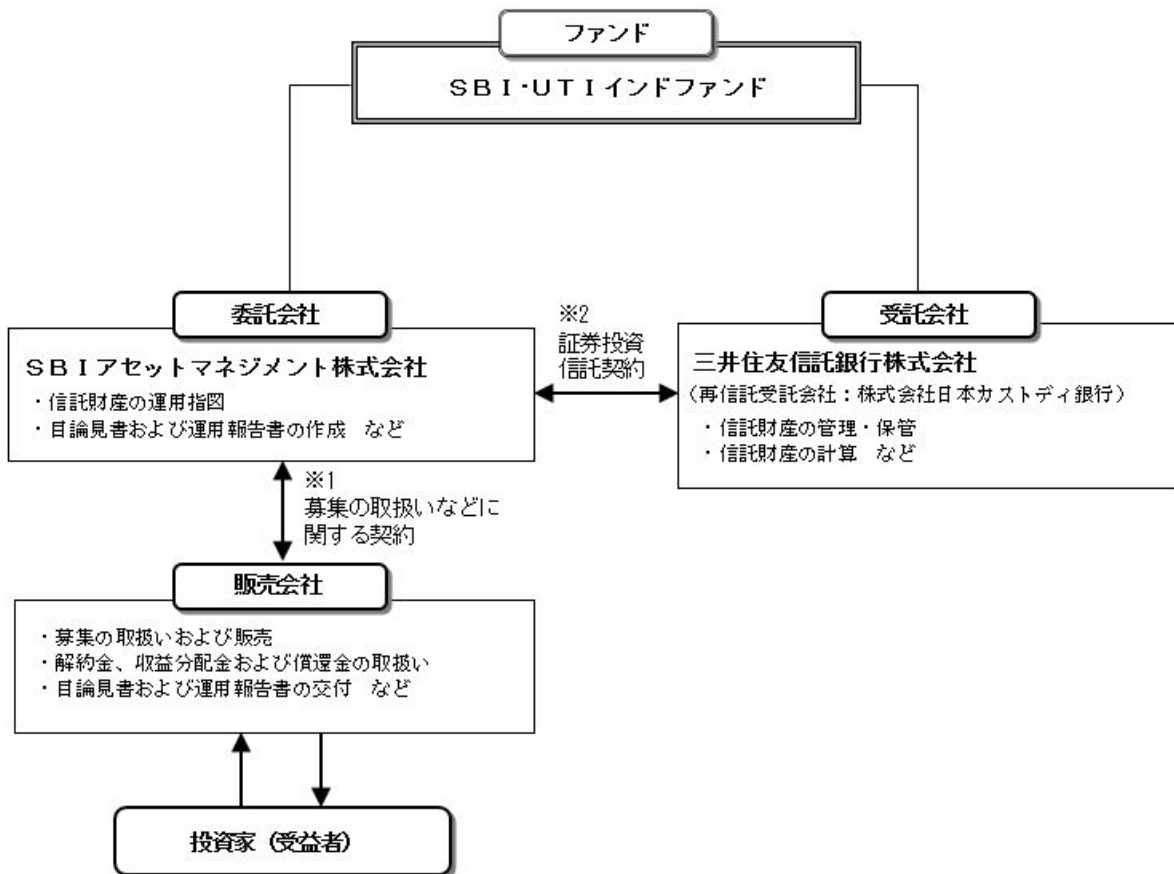 ファンド
ＳＢＩ･ＵＴＩインドファンド
委託会社
ＳＢＩアセットマネジメント株式会社
・信託財産の運用指図
・目論見書および運用報告書の作成　など
※2
証券投資
信託契約
受託会社
三井住友信託銀行株式会社
（再信託受託会社：株式会社日本カストディ銀行）
・信託財産の管理・保管
・信託財産の計算　など
※1
募集の取扱いなどに
関する契約
販売会社
・募集の取扱いおよび販売
・解約金、収益分配金および償還金の取扱い
・目論見書および運用報告書の交付　など
投資家（受益者）